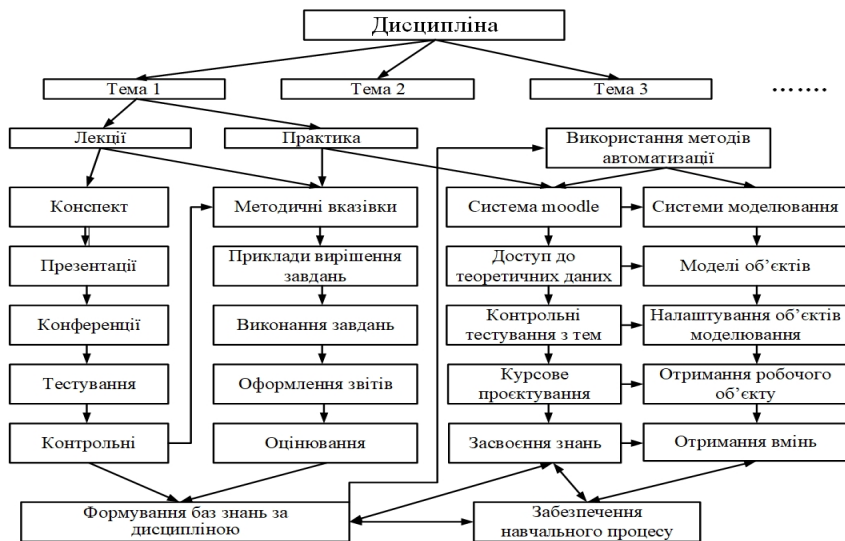 Дисципліна
Тема 1
Тема 2
Тема 3
.......
Лекції
Практика
Використання методів
автоматизації
Конспект
Методичні вказівки
Система moodle
Системи моделювання
Презентації
Приклади вирішення
завдань
Доступ до
теоретичних даних
Моделі об’єктів
Конференції
Виконання завдань
Контрольні
тестування з тем
Налаштування об’єктів
моделювання
Тестування
Оформлення звітів
Курсове
проєктування
Отримання робочого
об’єкту
Контрольні
Оцінювання
Засвоєння знань
Отримання вмінь
Формування баз знань за
дисципліною
Забезпечення
навчального процесу